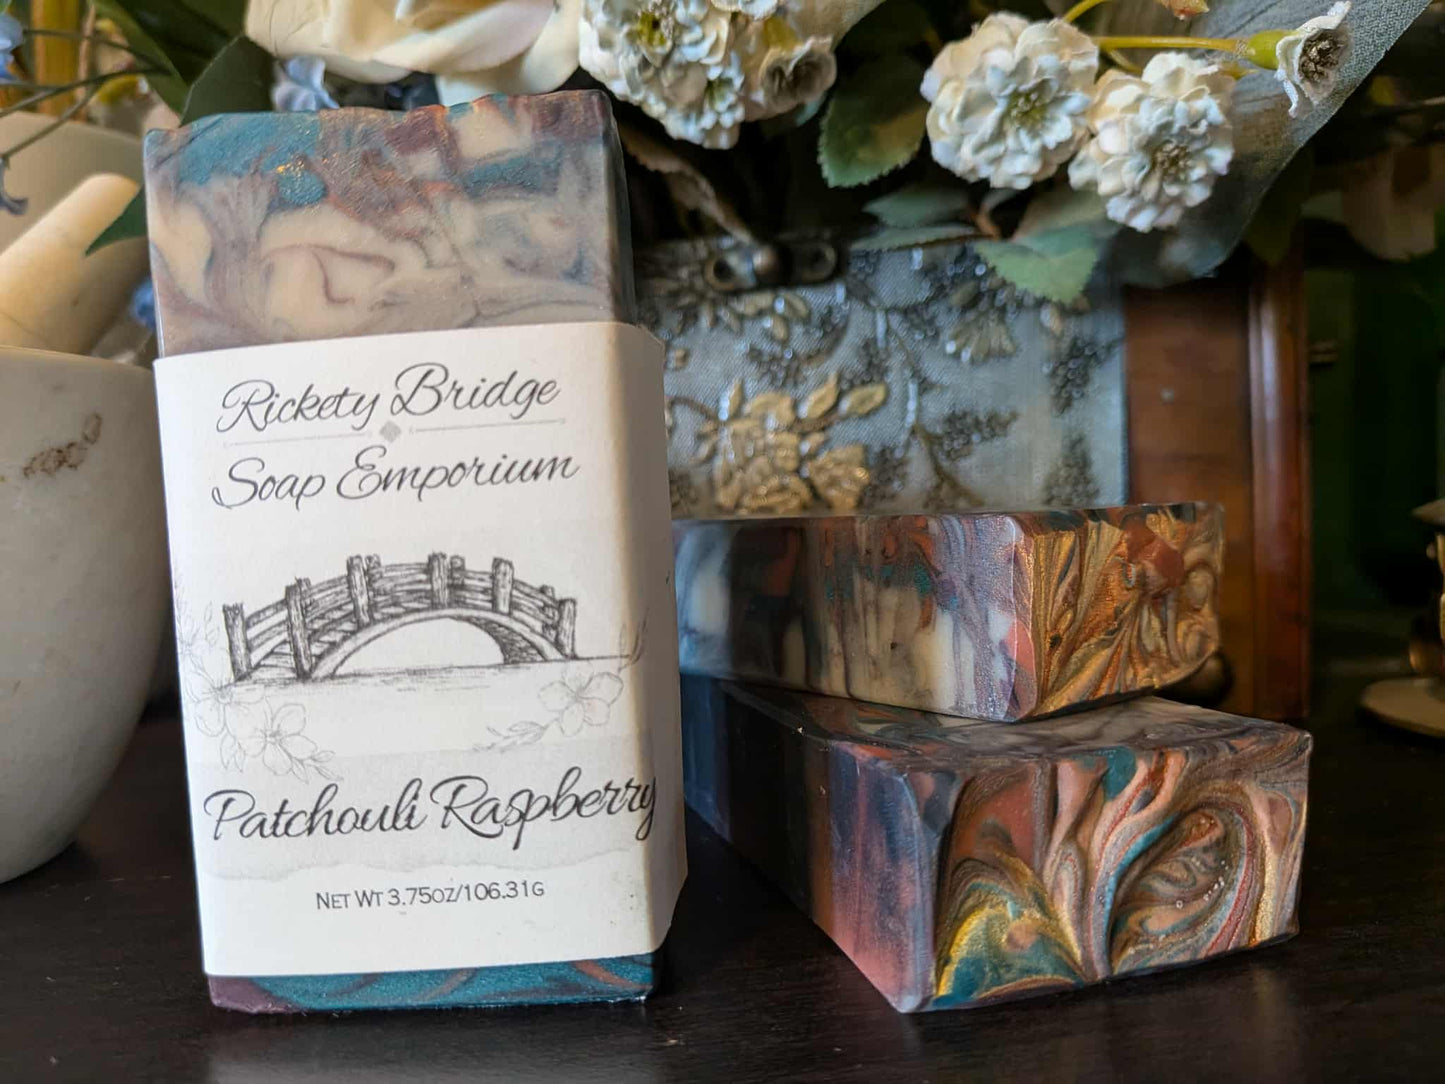 Rickety Bridge
Soap Emporium
Patchouli Raspberry
NET WT 3.75OZ/106.31G